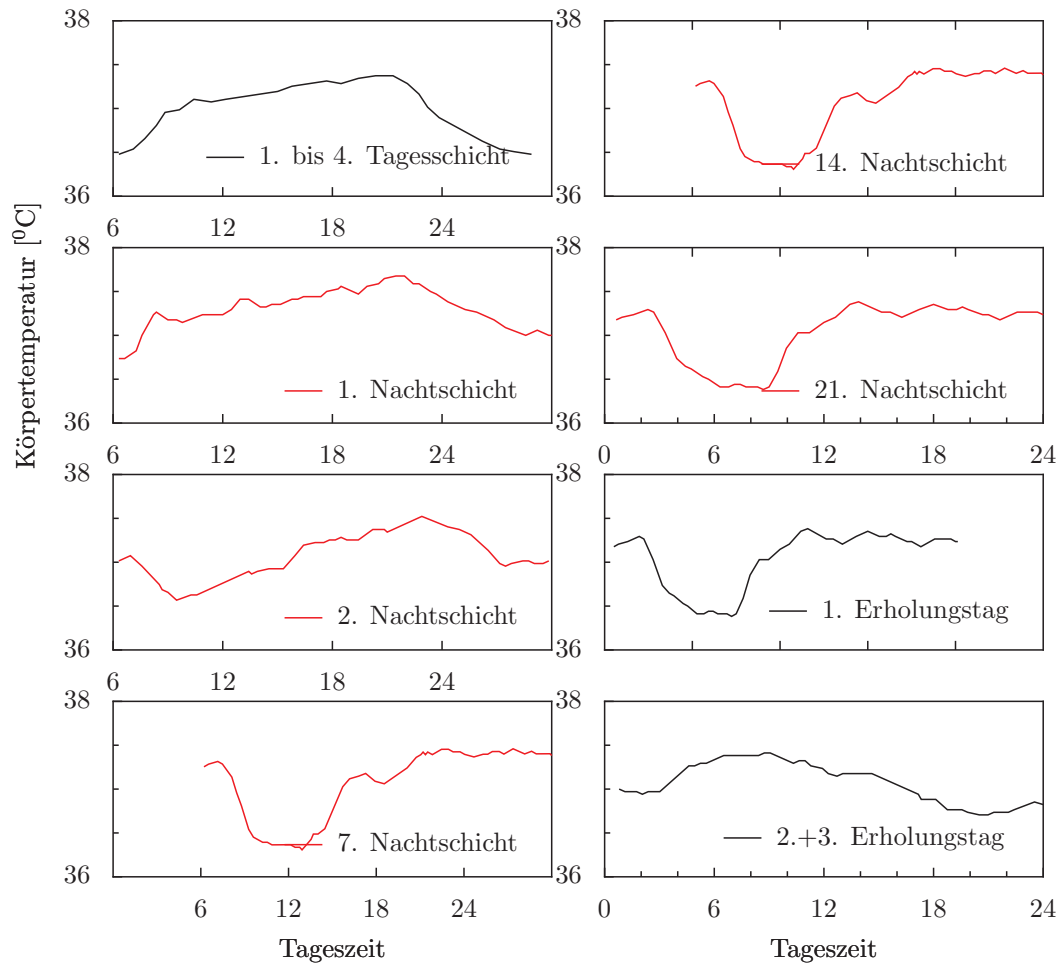 Körpertemperatur [⁰C]
38
1. bis 4. Tagesschicht
36
6 12 18 24
38
1. Nachtschicht
36
6 12 18 24
38
2. Nachtschicht
36
6 12 18 24
38
7. Nachtschicht
36
6 12 18 24
Tageszeit
38
14. Nachtschicht
36
38
21. Nachtschicht
36
0 6 12 18 24
38
1. Erholungstag
36
38
2.+3. Erholungstag
36
0 6 12 18 24
Tageszeit